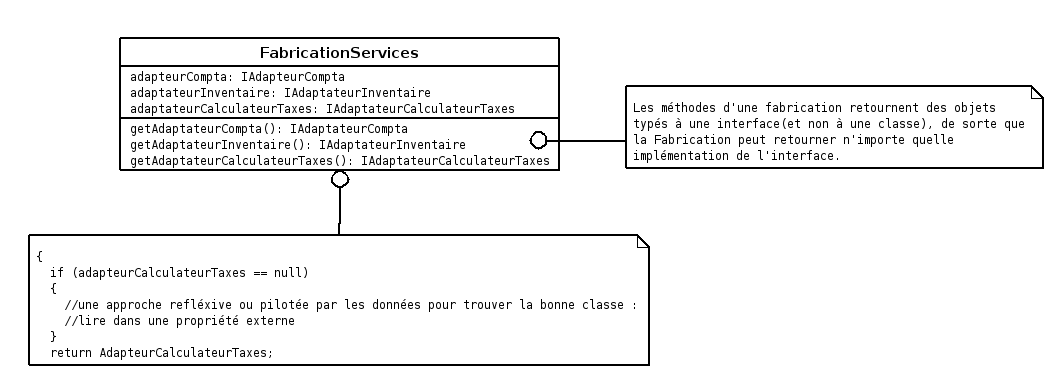 FabricationServices
adapteurCompta: IAdapteurCompta
adaptateurInventaire: IAdaptateurInventaire
adaptateurCalculateurTaxes: IAdaptateurCalculateurTaxes
getAdaptateurCompta(): IAdaptateurCompta
getAdaptateurInventaire(): IAdaptateurInventaire
getAdaptateurCalculateurTaxes(): IAdaptateurCalculateurTaxes
Les méthodes d'une fabrication retournent des objets
typés à une interface(et non à une classe), de sorte que
la Fabrication peut retourner n'importe quelle
implémentation de l'interface.
{
if (adapteurCalculateurTaxes == null)
{
//une approche refléxive ou pilotée par les données pour trouver la bonne classe :
//lire dans une propriété externe
}
return AdapteurCalculateurTaxes;